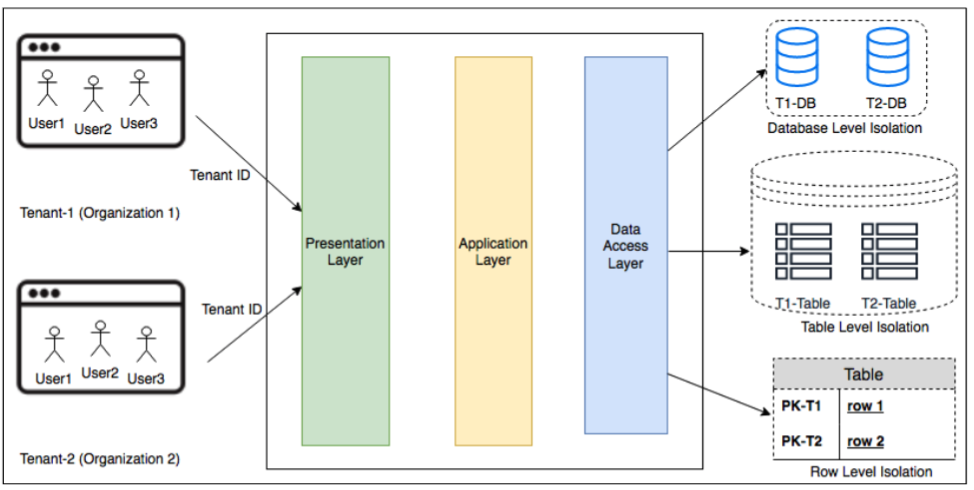 User1
User2
User3
Tenant ID
Tenant-1 (Organization 1)
User1
User2
User3
Tenant ID
Tenant-2 (Organization 2)
Presentation
Layer
Application
Layer
Data
Access
Layer
T1-DB
T2-DB
Database Level Isolation
T1-Table
T2-Table
Table Level Isolation
Table
PK-T1 row 1
PK-T2 row 2
Row Level Isolation